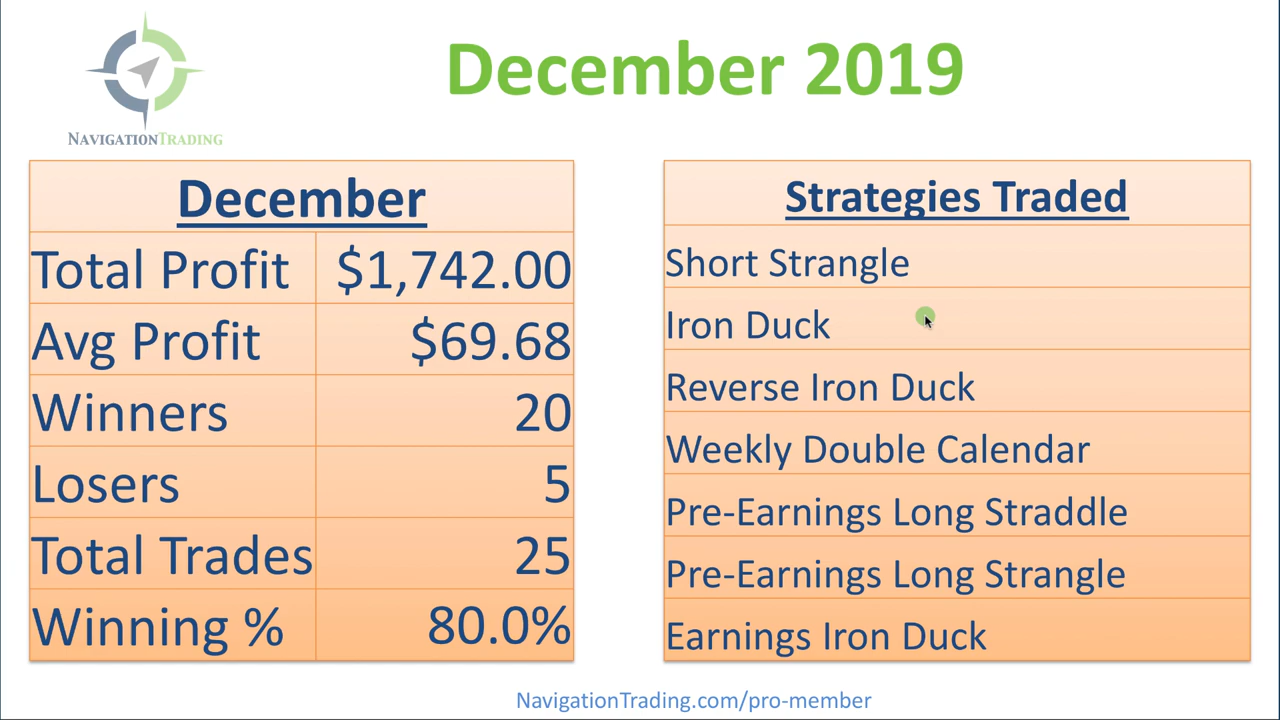 December 2019
NAVIGATIONTRADING
December
Total Profit $1,742.00
Avg Profit $69.68
Winners 20
Losers 5
Total Trades 25
Winning % 80.0%
Strategies Traded
Short Strangle
Iron Duck
Reverse Iron Duck
Weekly Double Calendar
Pre-Earnings Long Straddle
Pre-Earnings Long Strangle
Earnings Iron Duck
NavigationTrading.com/pro-member